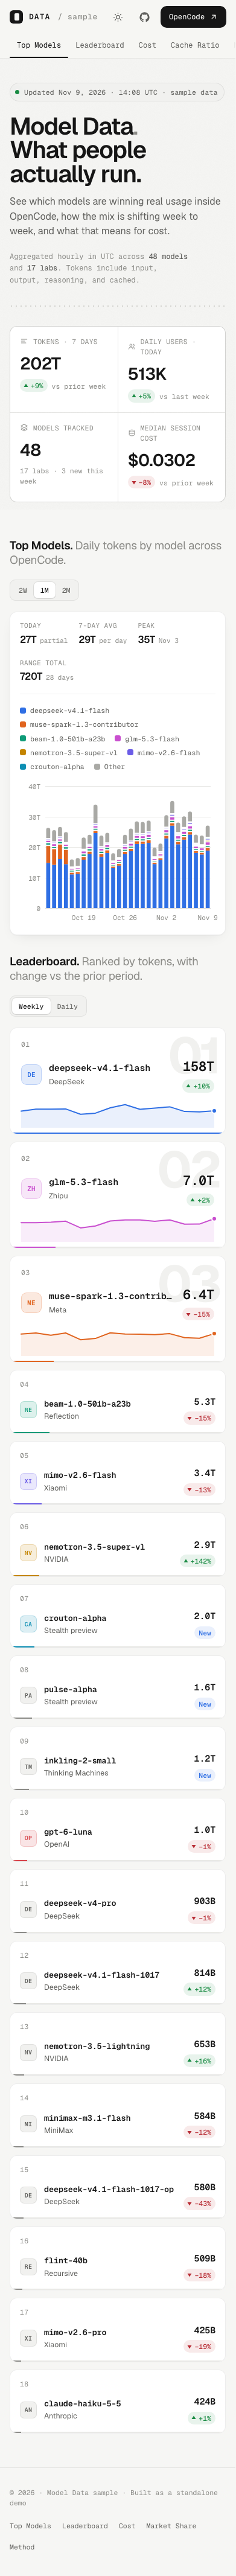 DATA / sample
OpenCode ↗
Top Models Leaderboard Cost Cache Ratio
Updated Nov 9, 2026 · 14:08 UTC · sample data
Model Data.
What people
actually run.
See which models are winning real usage inside
OpenCode, how the mix is shifting week to
week, and what that means for cost.
Aggregated hourly in UTC across 48 models
and 17 labs. Tokens include input,
output, reasoning, and cached.
TOKENS · 7 DAYS
202T
+9% vs prior week
DAILY USERS ·
TODAY
513K
+5% vs last week
MODELS TRACKED
48
17 labs · 3 new this
week
MEDIAN SESSION
COST
$0.0302
-8% vs prior week
Top Models. Daily tokens by model across
OpenCode.
2W 1M 2M
TODAY
27T partial
7-DAY AVG
29T per day
PEAK
35T Nov 3
RANGE TOTAL
720T 28 days
deepseek-v4.1-flash
muse-spark-1.3-contributor
beam-1.0-501b-a23b glm-5.3-flash
nemotron-3.5-super-vl mimo-v2.6-flash
crouton-alpha Other
40T
30T
20T
10T
0
Oct 19 Oct 26 Nov 2 Nov 9
Leaderboard. Ranked by tokens, with
change vs the prior period.
Weekly Daily
01
01
DE
deepseek-v4.1-flash
DeepSeek
158T
+10%
02
02
ZH
glm-5.3-flash
Zhipu
7.0T
+2%
03
03
ME
muse-spark-1.3-contrib…
Meta
6.4T
-15%
04
RE
beam-1.0-501b-a23b
Reflection
5.3T
-15%
05
XI
mimo-v2.6-flash
Xiaomi
3.4T
-13%
06
NV
nemotron-3.5-super-vl
NVIDIA
2.9T
+142%
07
CA
crouton-alpha
Stealth preview
2.0T
New
08
PA
pulse-alpha
Stealth preview
1.6T
New
09
TM
inkling-2-small
Thinking Machines
1.2T
New
10
OP
gpt-6-luna
OpenAI
1.0T
-1%
11
DE
deepseek-v4-pro
DeepSeek
903B
-1%
12
DE
deepseek-v4.1-flash-1017
DeepSeek
814B
+12%
13
NV
nemotron-3.5-lightning
NVIDIA
653B
+16%
14
MI
minimax-m3.1-flash
MiniMax
584B
-12%
15
DE
deepseek-v4.1-flash-1017-op
DeepSeek
580B
-43%
16
RE
flint-40b
Recursive
509B
-18%
17
XI
mimo-v2.6-pro
Xiaomi
425B
-19%
18
AN
claude-haiku-5-5
Anthropic
424B
+1%
© 2026 · Model Data sample · Built as a standalone
demo
Top Models Leaderboard Cost Market Share
Method